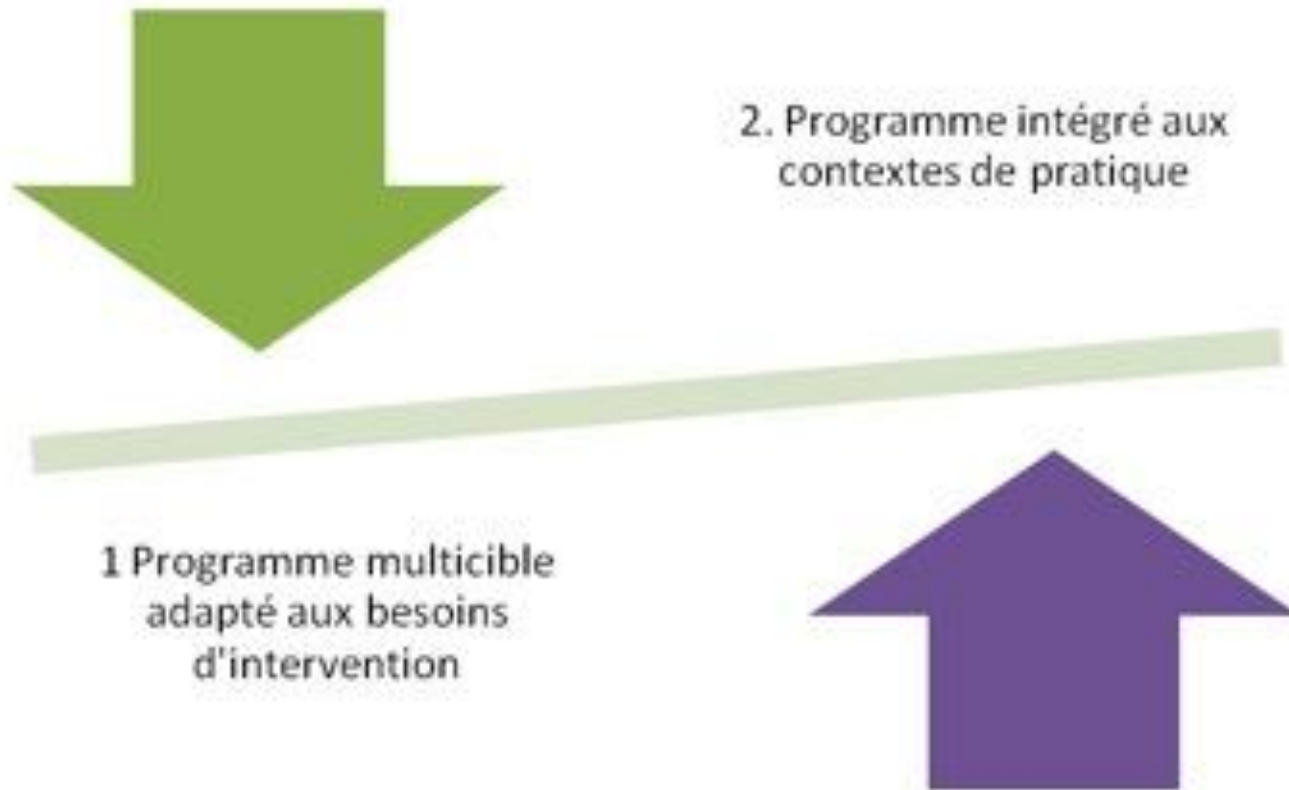 2. Programme intégré aux
contextes de pratique
1 Programme multicible
adapté aux besoins
d'intervention